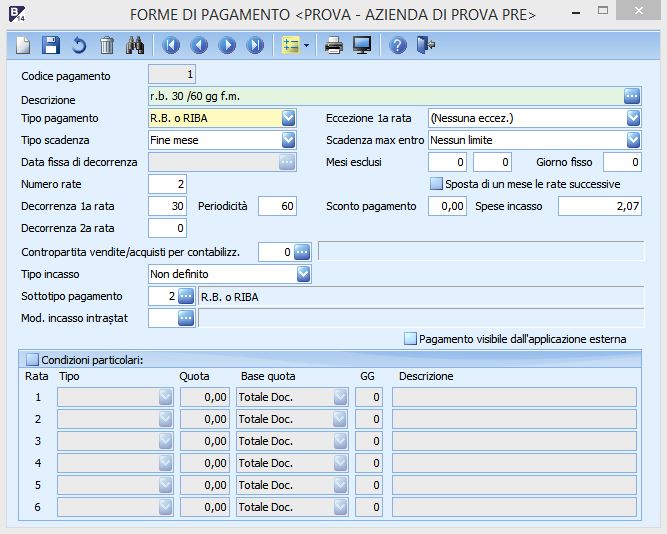 B 14 FORME DI PAGAMENTO <PROVA - AZIENDA DI PROVA PRE>
Codice pagamento 1
Descrizione r.b. 30 /60 gg f.m.
Tipo pagamento R.B. o RIBA Eccezione 1a rata (Nessuna eccez.)
Tipo scadenza Fine mese Scadenza max entro Nessun limite
Data fissa di decorrenza Mesi esclusi 0 0 Giorno fisso 0
Numero rate 2 Sposta di un mese le rate successive
Decorrenza 1a rata 30 Periodicità 60 Sconto pagamento 0,00 Spese incasso 2,07
Decorrenza 2a rata 0
Contropartita vendite/acquisti per contabilizz. 0
Tipo incasso Non definito
Sottotipo pagamento 2 R.B. o RIBA
Mod. incasso intrastat
Pagamento visibile dall'applicazione esterna
Condizioni particolari:
Rata Tipo Quota Base quota GG Descrizione
1 0,00 Totale Doc. 0
2 0,00 Totale Doc. 0
3 0,00 Totale Doc. 0
4 0,00 Totale Doc. 0
5 0,00 Totale Doc. 0
6 0,00 Totale Doc. 0